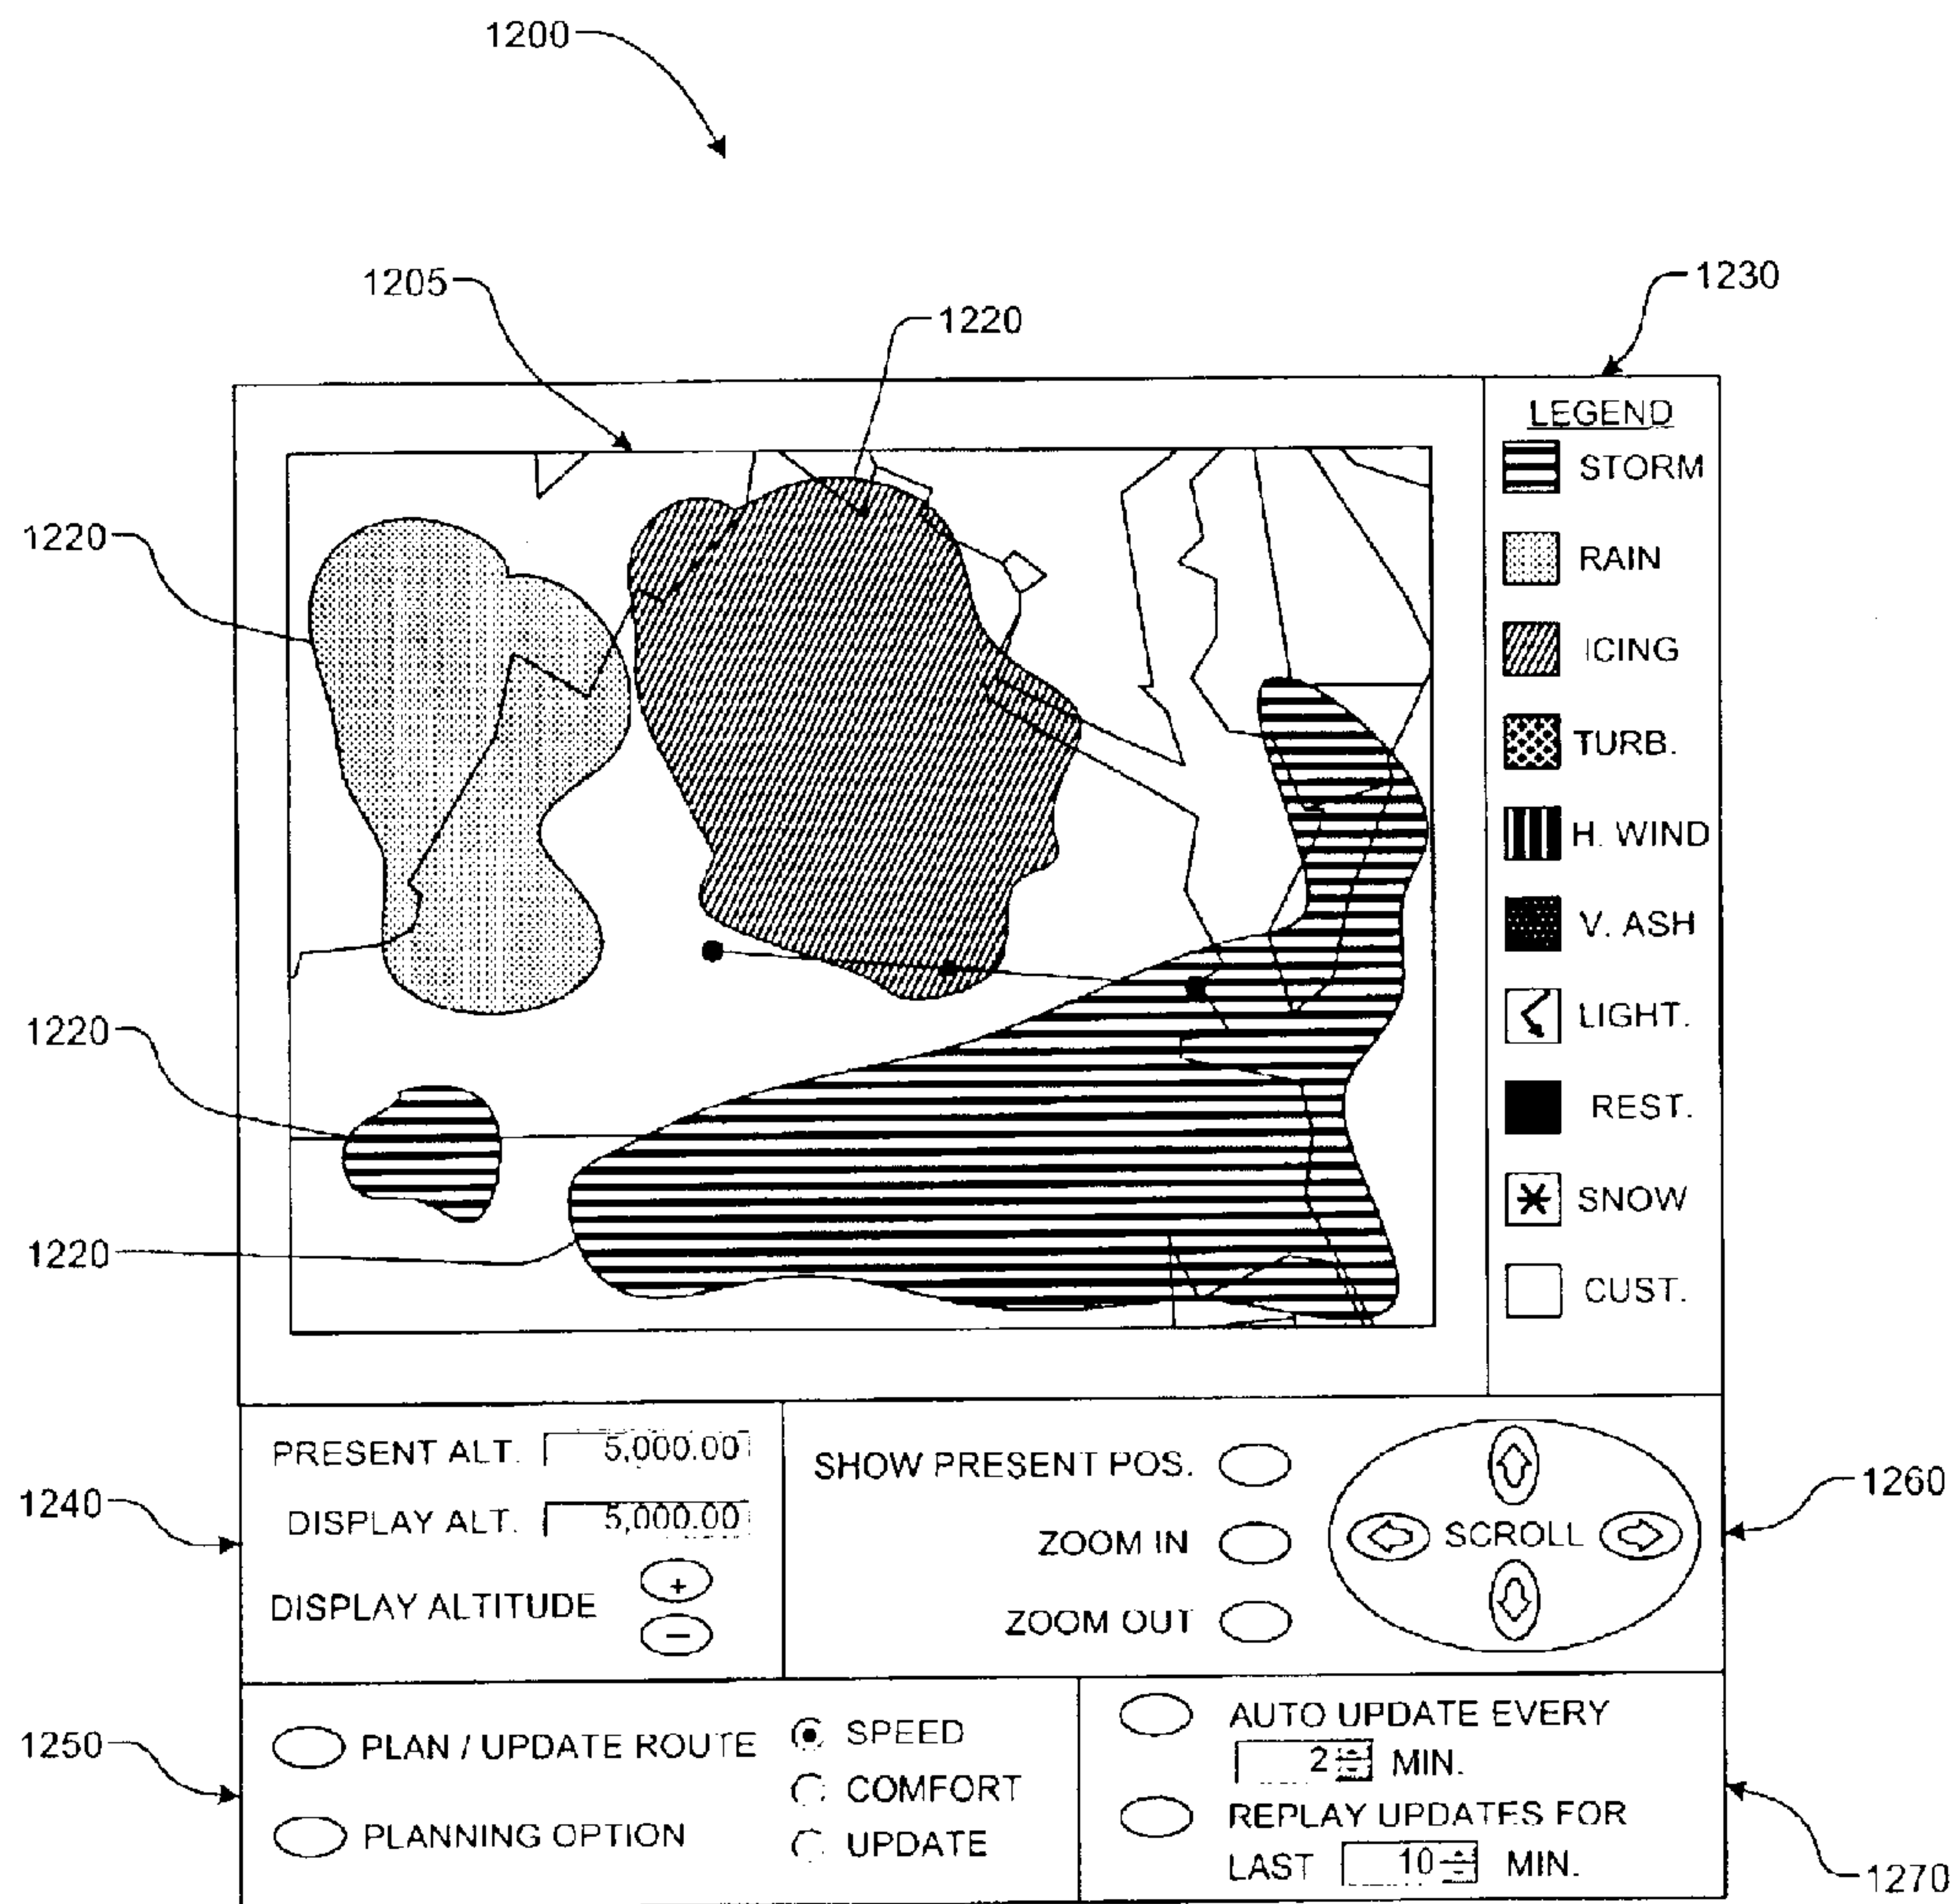 1200
1205
1220
1230
LEGEND
STORM
RAIN
ICING
TURB.
H. WIND
V. ASH
LIGHT.
REST.
SNOW
CUST.
1220
1220
1220
PRESENT ALT. 5,000.00
DISPLAY ALT. 5,000.00
DISPLAY ALTITUDE
+
−
1240
SHOW PRESENT POS.
ZOOM IN
ZOOM OUT
SCROLL
1260
1250
PLAN / UPDATE ROUTE
PLANNING OPTION
SPEED
COMFORT
UPDATE
AUTO UPDATE EVERY
2 MIN.
REPLAY UPDATES FOR
LAST 10 MIN.
1270